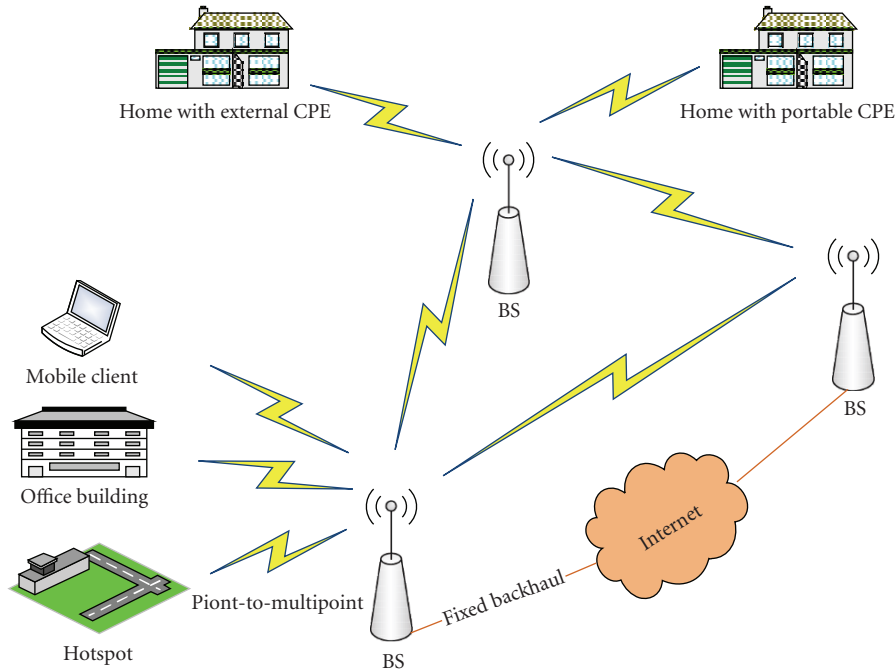 Home with external CPE
Home with portable CPE
BS
BS
Mobile client
Office building
Internet
Fixed backhaul
Piont-to-multipoint
Hotspot
BS